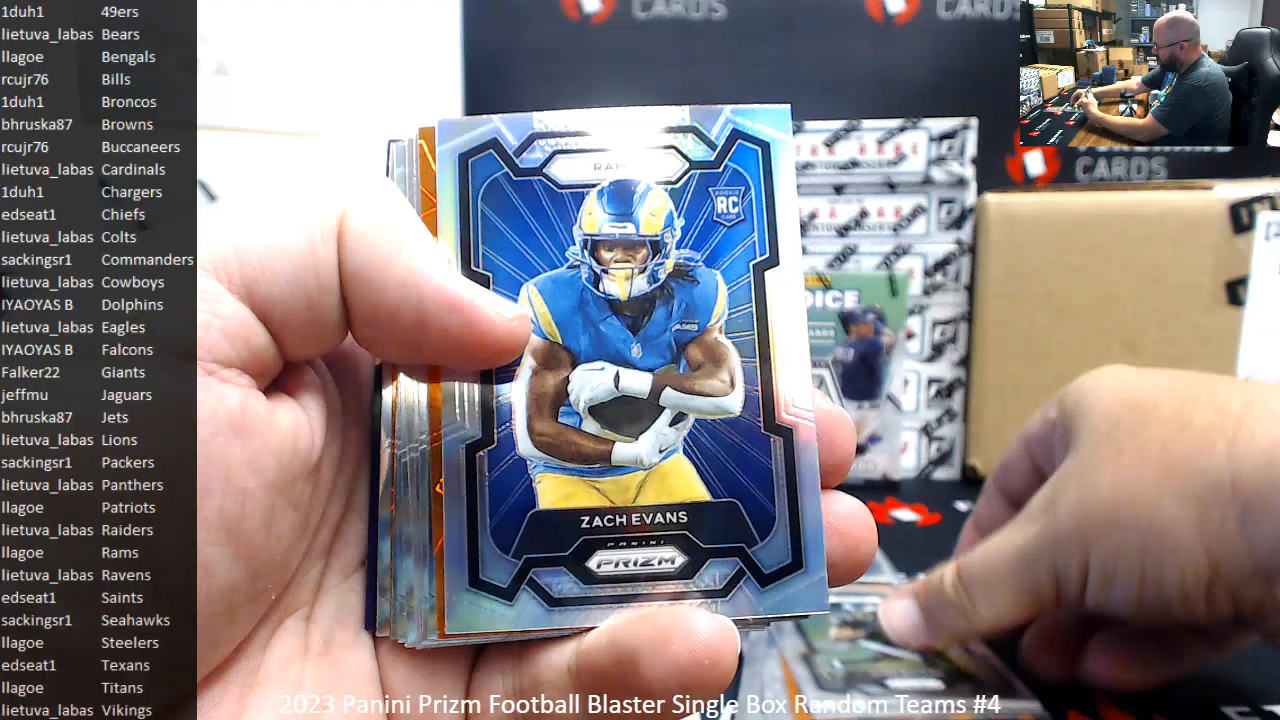 1duh1 49ers
lietuva_labas Bears
llagoe Bengals
rcujr76 Bills
1duh1 Broncos
bhruska87 Browns
rcujr76 Buccaneers
lietuva_labas Cardinals
1duh1 Chargers
edseat1 Chiefs
lietuva_labas Colts
sackingsr1 Commanders
lietuva_labas Cowboys
IYAOYAS B Dolphins
lietuva_labas Eagles
IYAOYAS B Falcons
Falker22 Giants
jeffmu Jaguars
bhruska87 Jets
lietuva_labas Lions
sackingsr1 Packers
lietuva_labas Panthers
llagoe Patriots
lietuva_labas Raiders
llagoe Rams
lietuva_labas Ravens
edseat1 Saints
sackingsr1 Seahawks
llagoe Steelers
edseat1 Texans
llagoe Titans
lietuva_labas Vikings
CARDS
CARDS
CARDS
ROOKIE
RC
CARD
RAMS
ZACH EVANS
PANINI
PRIZM
2023 Panini Prizm Football Blaster Single Box Random Teams #4